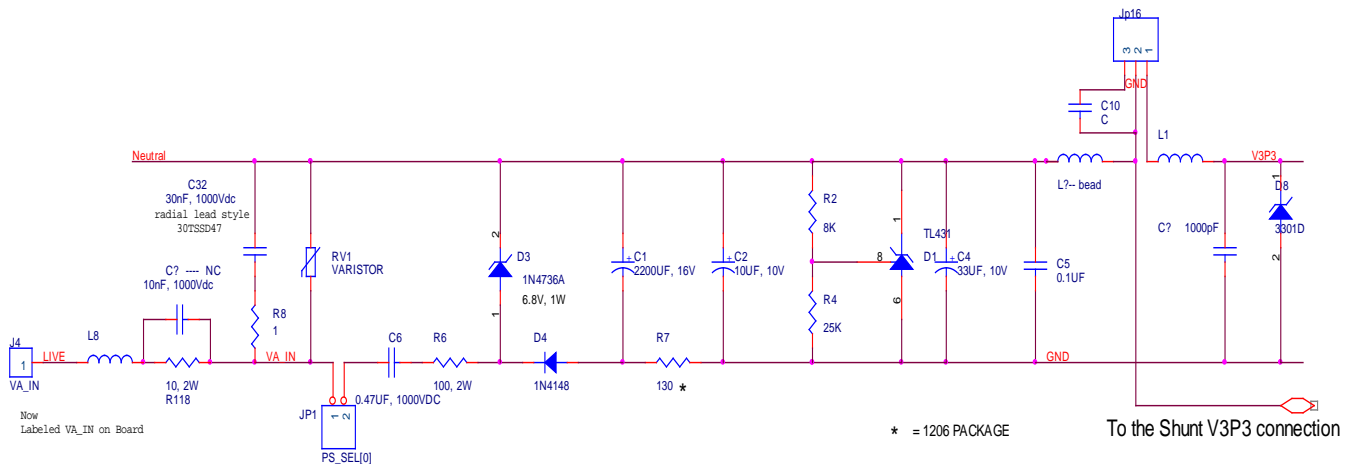 Jp16
3
2
1
GND
C10
C
L1
Neutral
V3P3
C32
30nF, 1000Vdc
radial lead style
30TSSD47
L?-- bead
R2
8K
1
TL431
8
D1
6
C4
33UF, 10V
C5
0.1UF
C? 1000pF
1
D8
3301D
2
C? ---- NC
10nF, 1000Vdc
RV1
VARISTOR
2
D3
1N4736A
6.8V, 1W
1
C1
2200UF, 16V
C2
10UF, 10V
R4
25K
R8
1
J4
1
VA_IN
LIVE
L8
10, 2W
R118
VA_IN
C6
0.47UF, 1000VDC
R6
100, 2W
D4
1N4148
R7
130 *
GND
JP1
1
2
PS_SEL[0]
Now
Labeled VA_IN on Board
* = 1206 PACKAGE
To the Shunt V3P3 connection